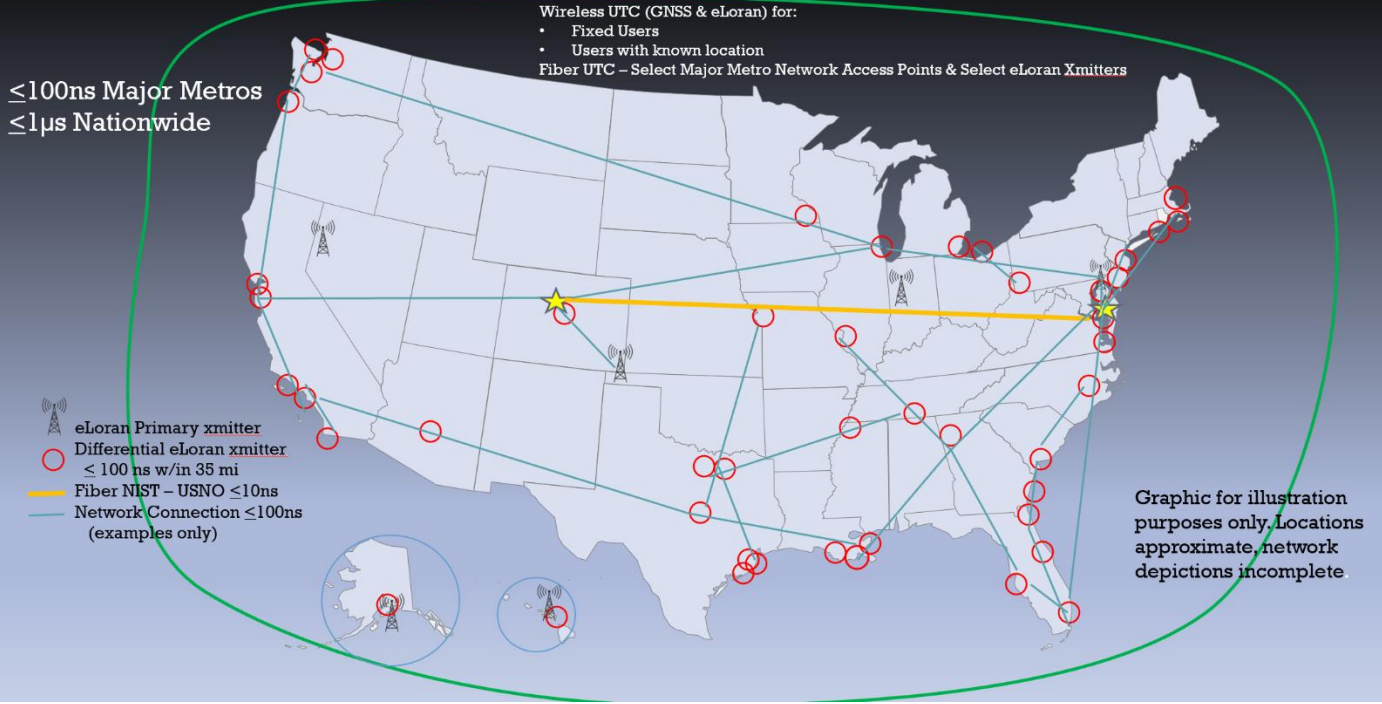 Wireless UTC (GNSS & eLoran) for:
• Fixed Users
• Users with known location
Fiber UTC – Select Major Metro Network Access Points & Select eLoran Xmitters
≤100ns Major Metros
≤1µs Nationwide
eLoran Primary xmitter
Differential eLoran xmitter
≤ 100 ns w/in 35 mi
Fiber NIST – USNO ≤10ns
Network Connection ≤100ns
(examples only)
Graphic for illustration
purposes only. Locations
approximate, network
depictions incomplete.